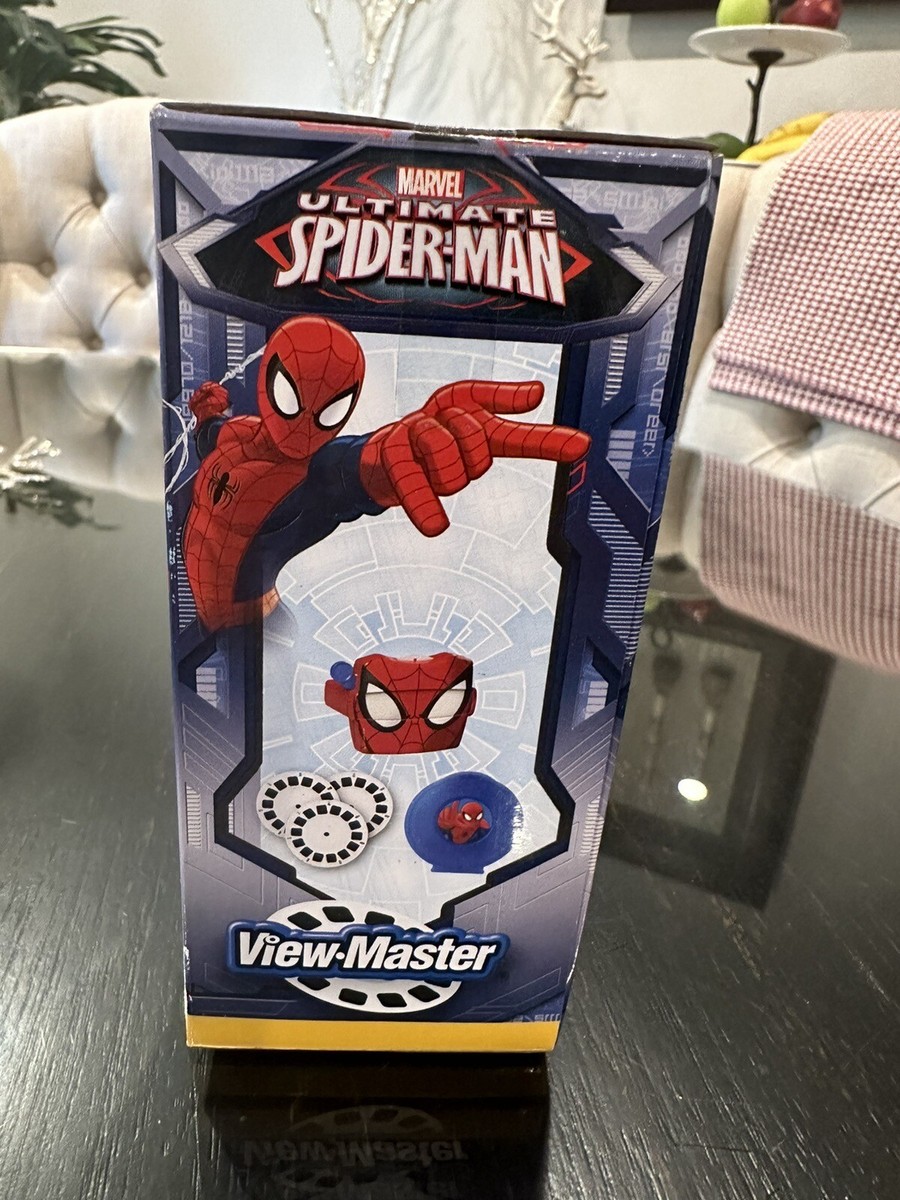 MARVEL
ULTIMATE
SPIDER-MAN
View-Master